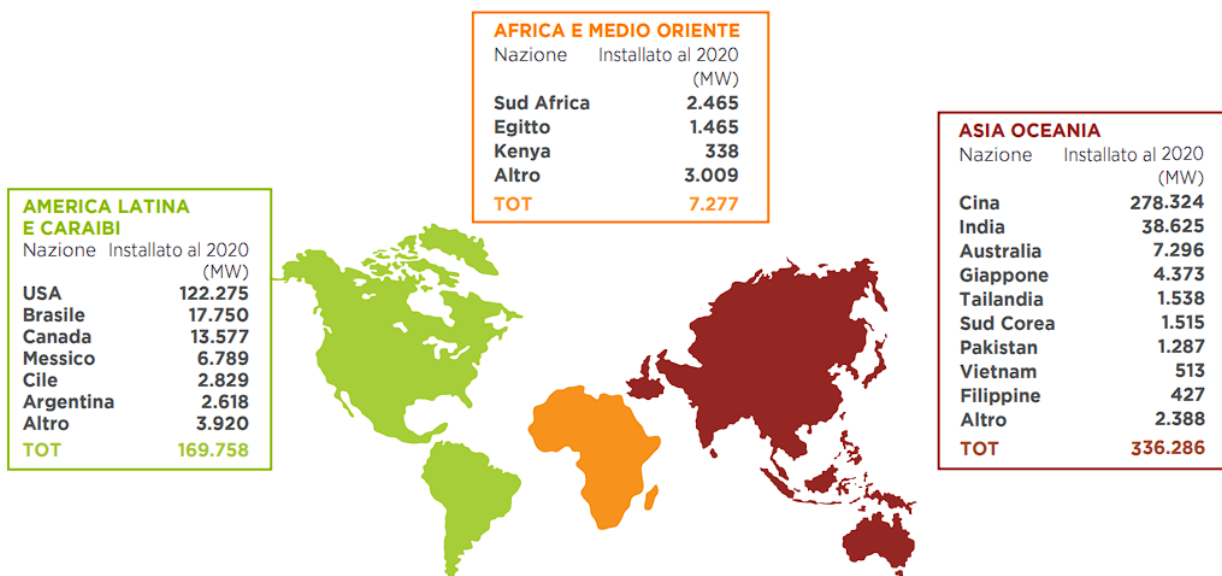 AFRICA E MEDIO ORIENTE
Nazione Installato al 2020
(MW)
Sud Africa 2.465
Egitto 1.465
Kenya 338
Altro 3.009
TOT 7.277
AMERICA LATINA
E CARAIBI
Nazione Installato al 2020
(MW)
USA 122.275
Brasile 17.750
Canada 13.577
Messico 6.789
Cile 2.829
Argentina 2.618
Altro 3.920
TOT 169.758
ASIA OCEANIA
Nazione Installato al 2020
(MW)
Cina 278.324
India 38.625
Australia 7.296
Giappone 4.373
Tailandia 1.538
Sud Corea 1.515
Pakistan 1.287
Vietnam 513
Filippine 427
Altro 2.388
TOT 336.286